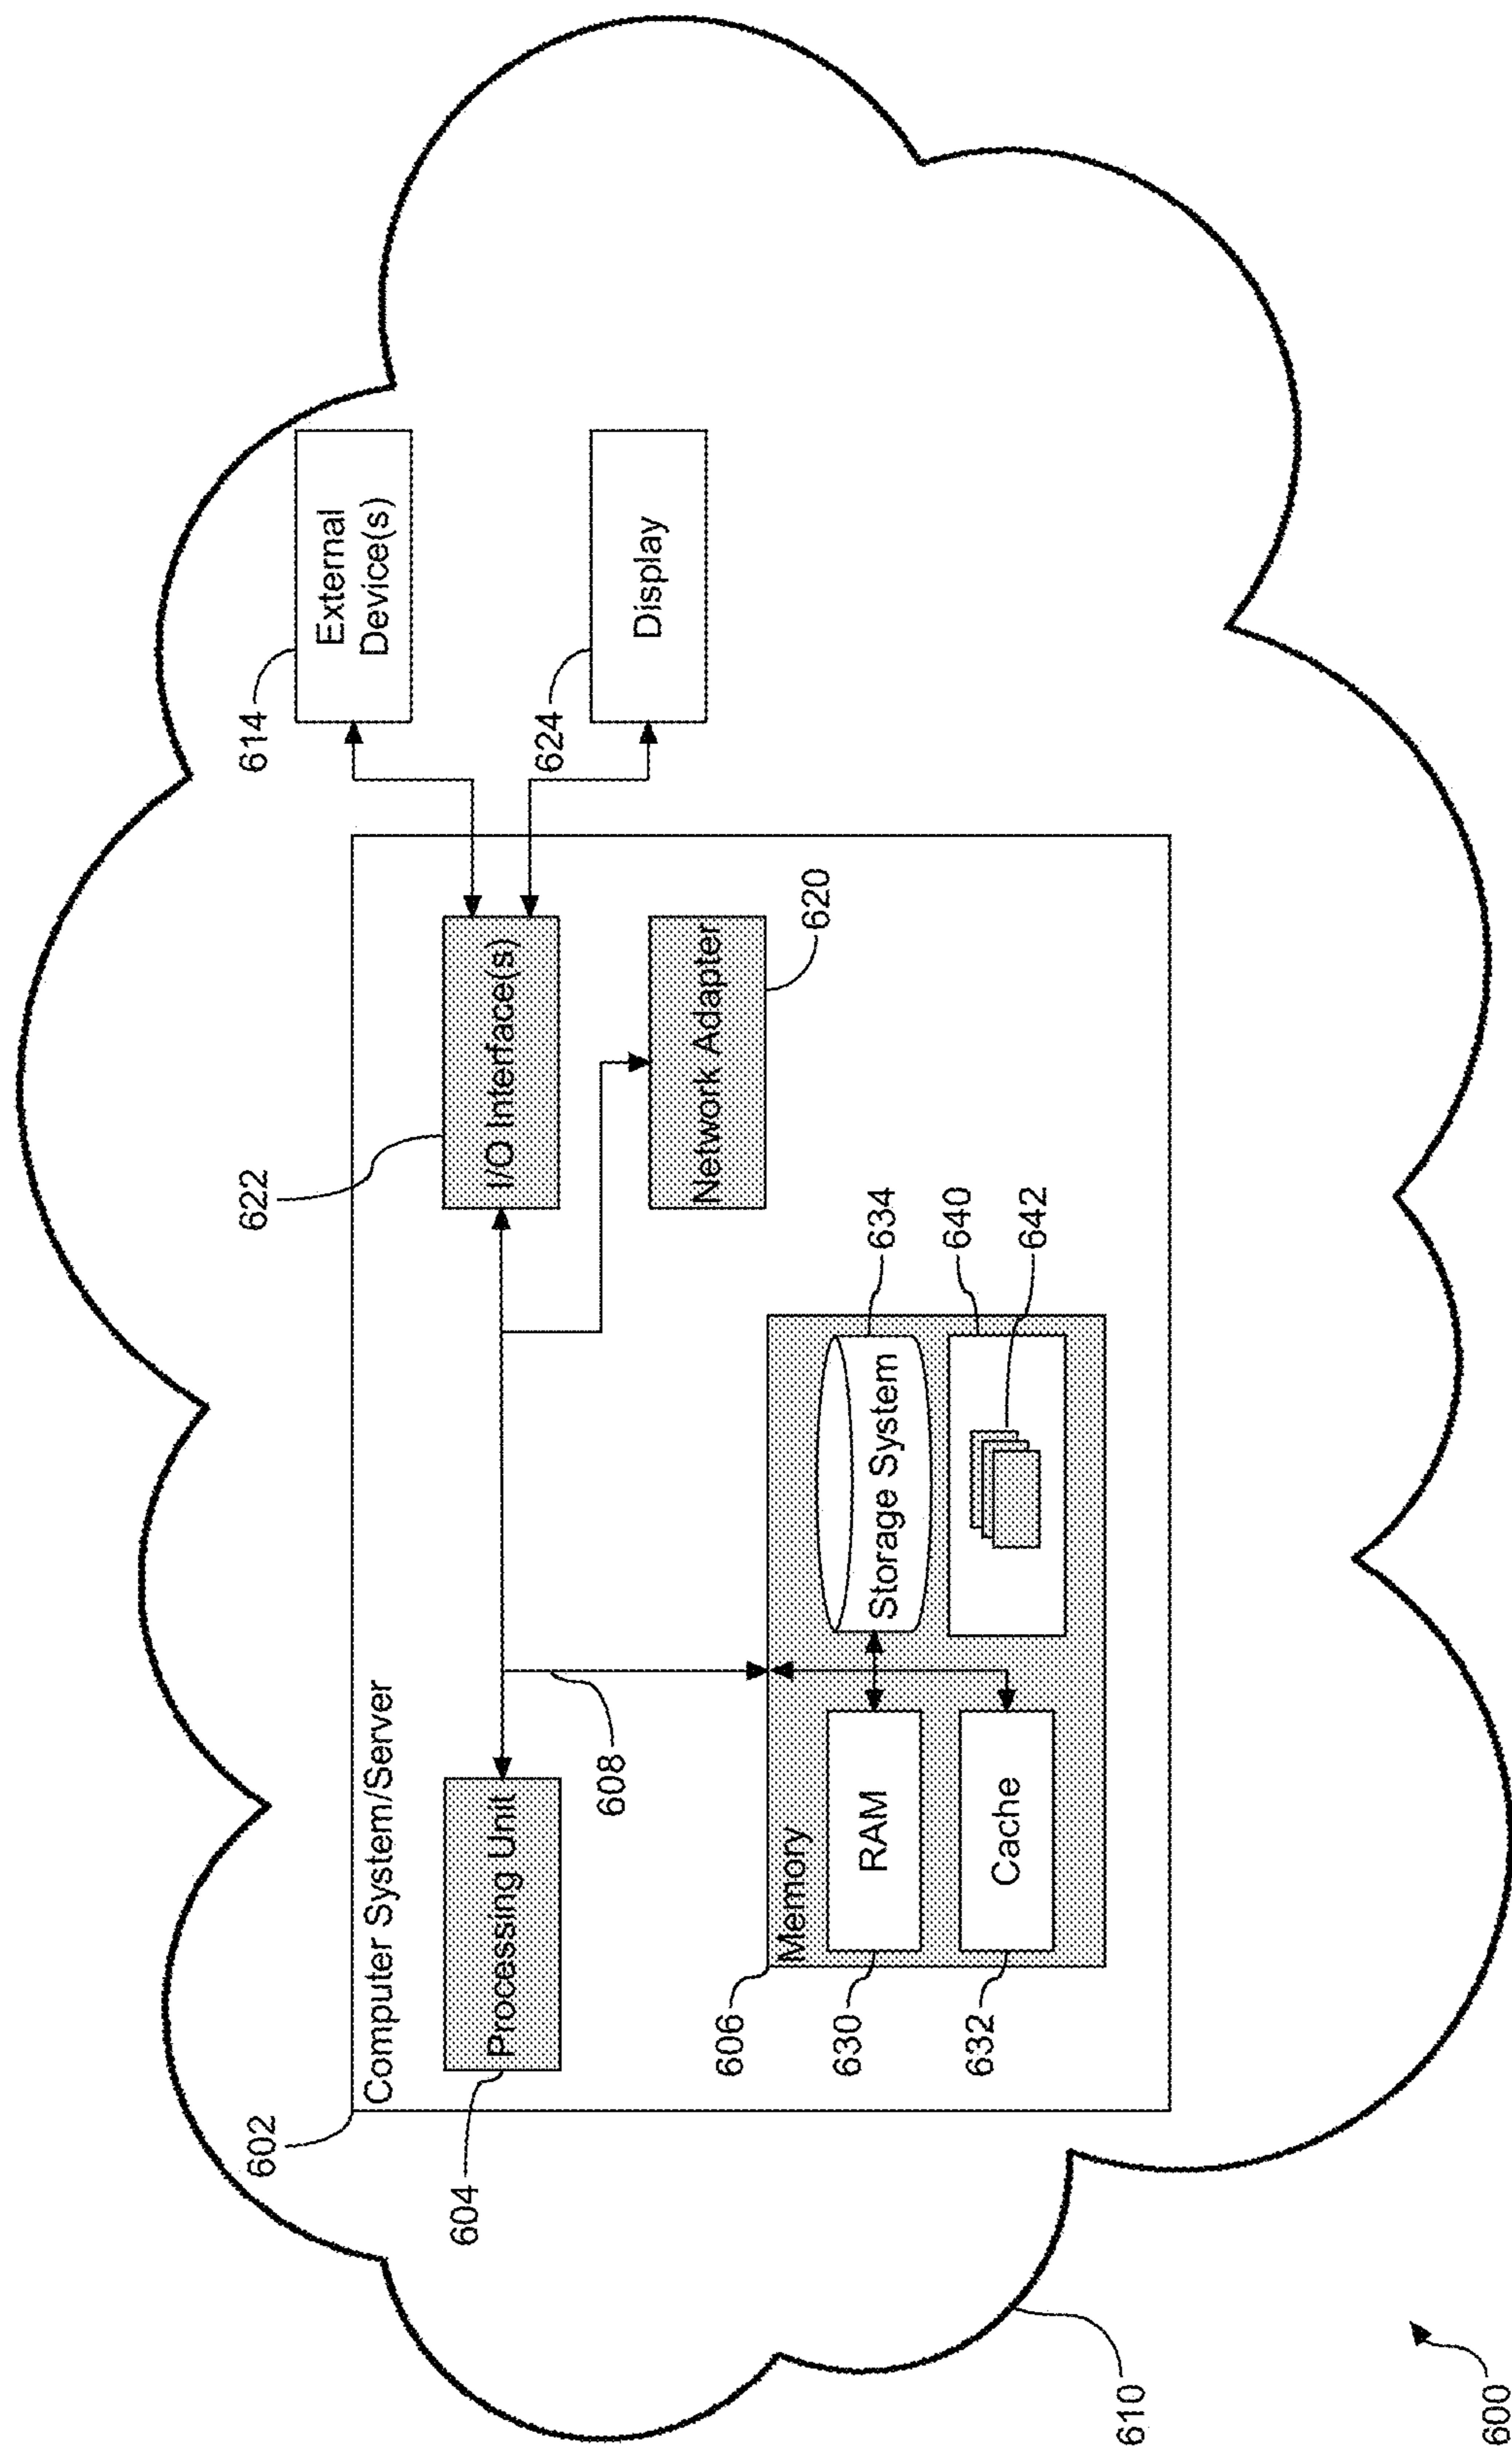 602
Computer System/Server
604
Processing Unit
608
622
I/O Interface(s)
614
External
Device(s)
624
Display
Network Adapter
620
606
Memory
630
RAM
634
Storage System
632
Cache
640
642
610
600